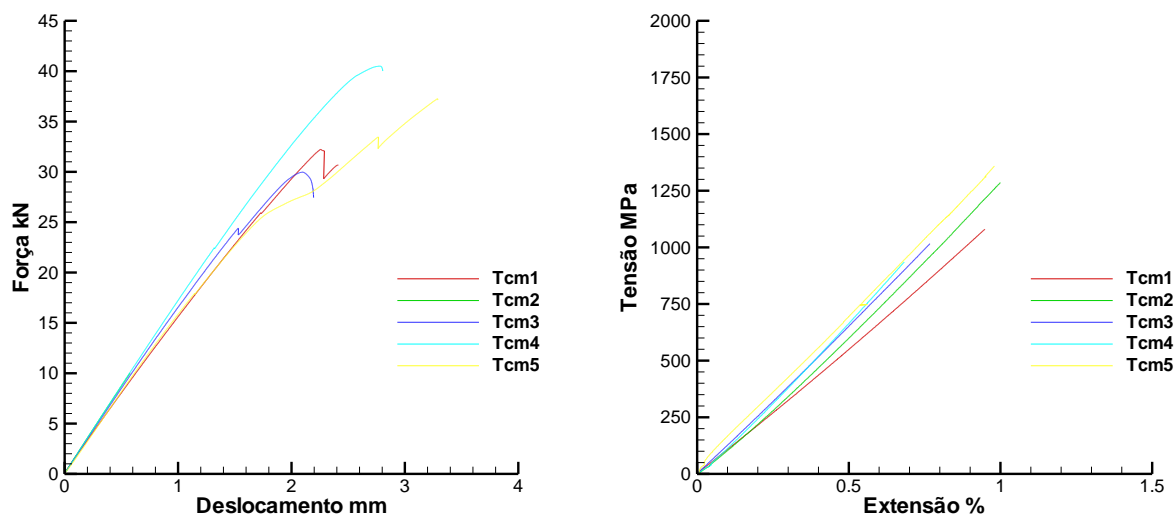 45
40
35
30
25
20
15
10
5
0
Força kN
0 1 2 3 4
Deslocamento mm
Tcm1
Tcm2
Tcm3
Tcm4
Tcm5
2000
1750
1500
1250
1000
750
500
250
0
Tensão MPa
0 0.5 1 1.5
Extensão %
Tcm1
Tcm2
Tcm3
Tcm4
Tcm5